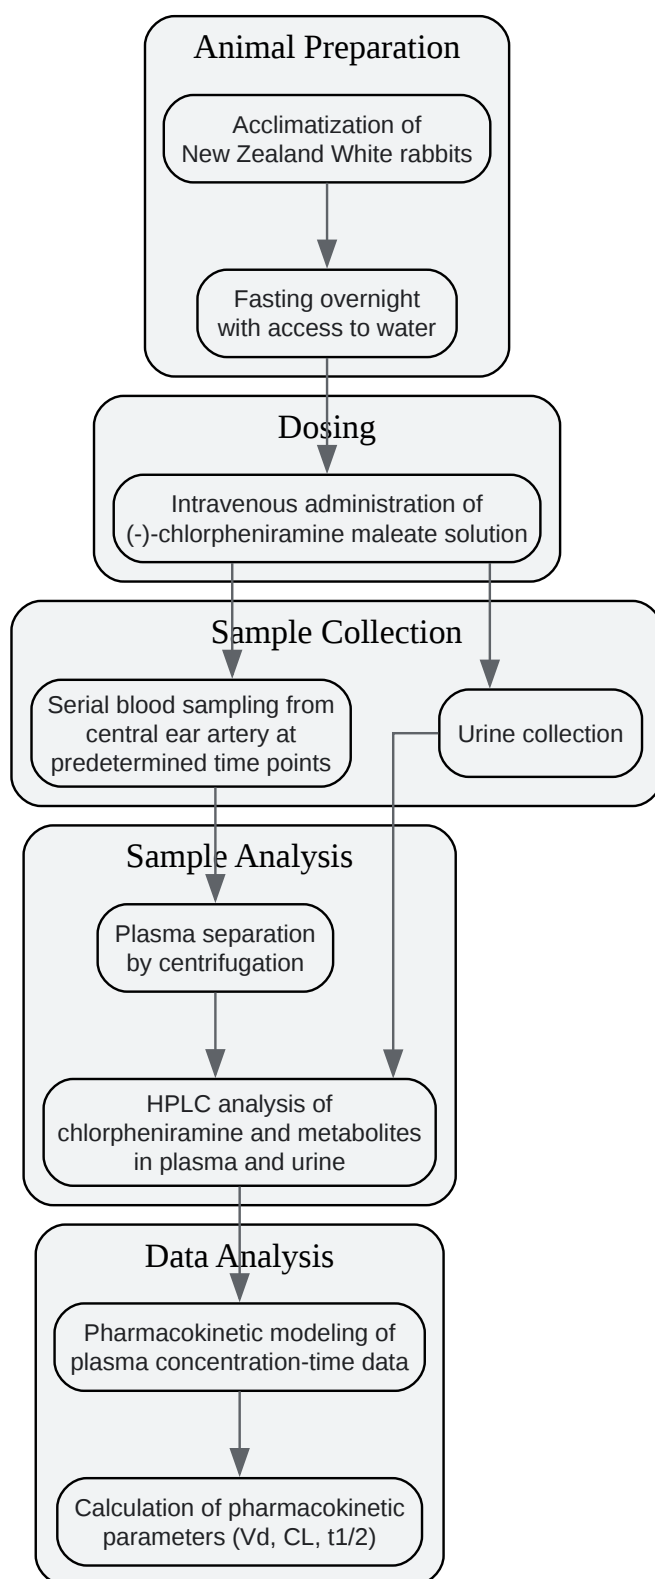 Animal Preparation
Acclimatization of
New Zealand White rabbits
Fasting overnight
with access to water
Dosing
Intravenous administration of
(-)-chlorpheniramine maleate solution
Sample Collection
Serial blood sampling from
central ear artery at
predetermined time points
Urine collection
Sample Analysis
Plasma separation
by centrifugation
HPLC analysis of
chlorpheniramine and metabolites
in plasma and urine
Data Analysis
Pharmacokinetic modeling of
plasma concentration-time data
Calculation of pharmacokinetic
parameters (Vd, CL, t1/2)